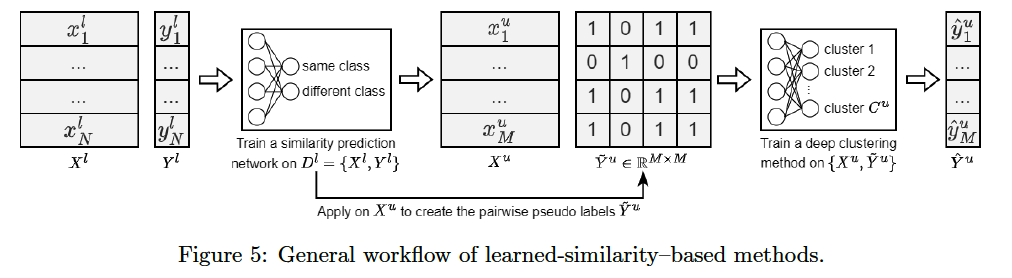 $x_1^l$ $y_1^l$ $x_1^u$ 1 0 1 1 $\hat{y}_1^u$
... ... same class ... 0 1 0 0 cluster 1 ...
... ... different class ... 1 0 1 1 cluster 2 ...
$x_N^l$ $y_N^l$ $x_M^u$ 1 0 1 1 ⋮ cluster $C^u$ $\hat{y}_M^u$
$X^l$ $Y^l$ Train a similarity prediction $X^u$ $\tilde{Y}^u \in \mathbb{R}^{M \times M}$ Train a deep clustering $\hat{Y}^u$
network on $D^l = \{X^l, Y^l\}$ method on $\{X^u, \tilde{Y}^u\}$
Apply on $X^u$ to create the pairwise pseudo labels $\tilde{Y}^u$
Figure 5: General workflow of learned-similarity–based methods.